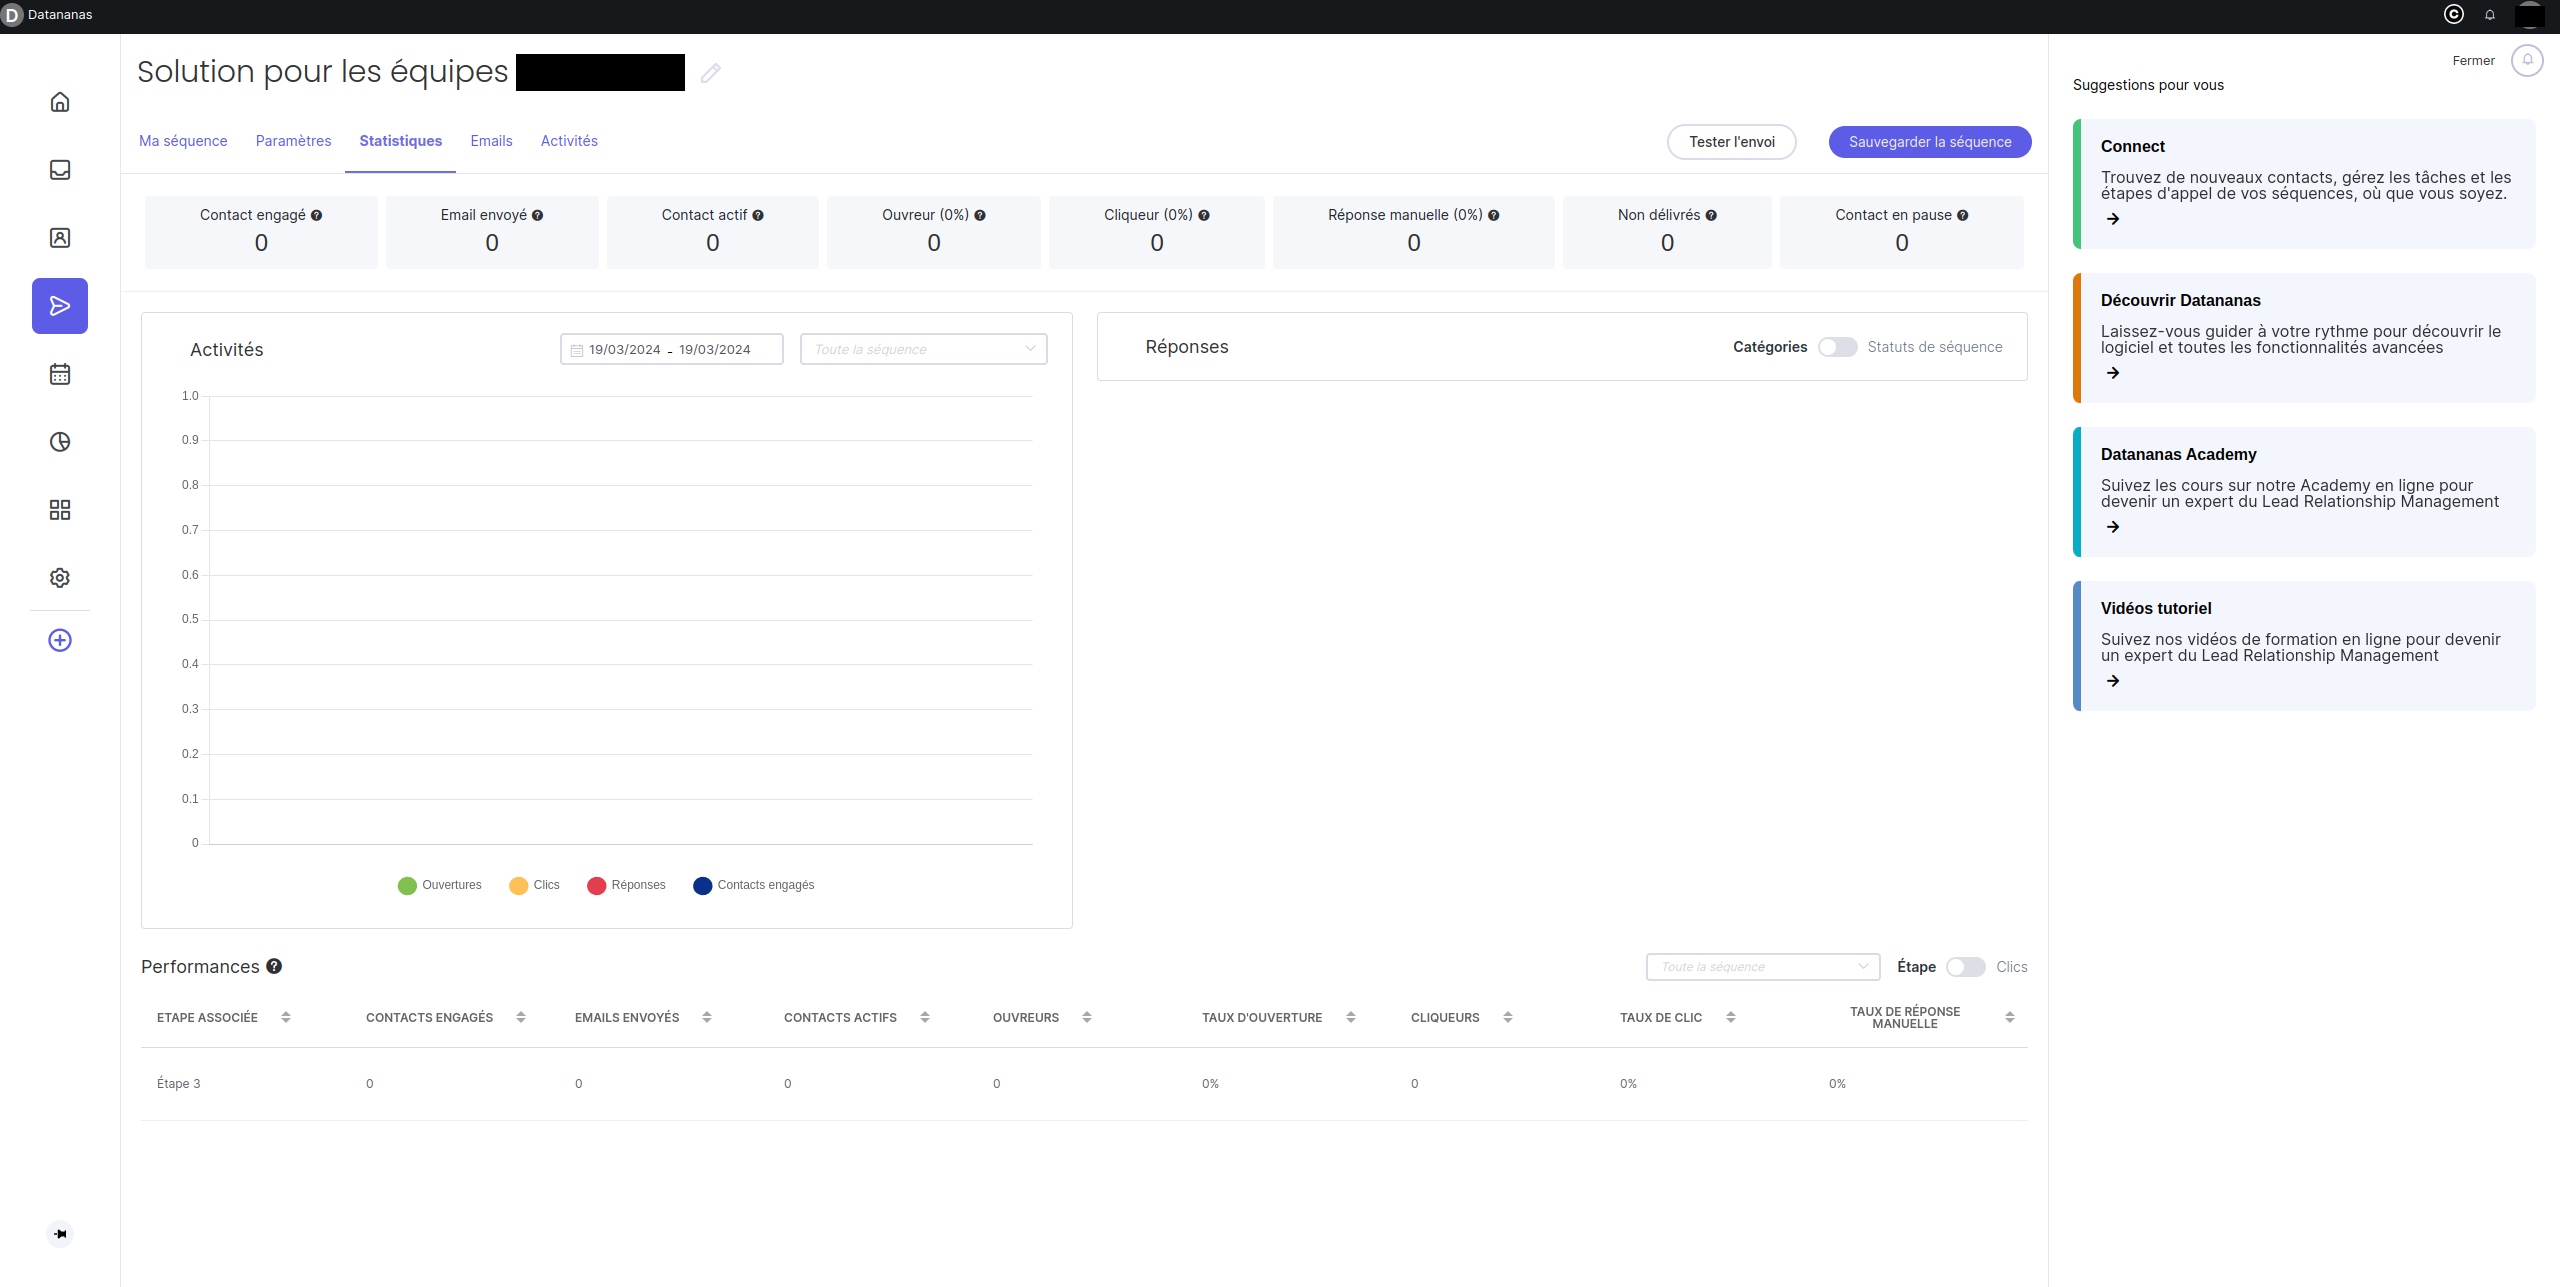 D Datananas
Solution pour les équipes
Ma séquence Paramètres Statistiques Emails Activités
Tester l'envoi Sauvegarder la séquence
Contact engagé Email envoyé Contact actif Ouvreur (0%) Cliqueur (0%) Réponse manuelle (0%) Non délivrés Contact en pause
0 0 0 0 0 0 0 0
Activités 19/03/2024 - 19/03/2024 Toute la séquence
1.0
0.9
0.8
0.7
0.6
0.5
0.4
0.3
0.2
0.1
0
Ouvertures Clics Réponses Contacts engagés
Réponses Catégories Statuts de séquence
Performances Toute la séquence Étape Clics
ETAPE ASSOCIÉE CONTACTS ENGAGÉS EMAILS ENVOYÉS CONTACTS ACTIFS OUVREURS TAUX D'OUVERTURE CLIQUEURS TAUX DE CLIC TAUX DE RÉPONSE
MANUELLE
Étape 3 0 0 0 0 0% 0 0% 0%
Fermer
Suggestions pour vous
Connect
Trouvez de nouveaux contacts, gérez les tâches et les
étapes d'appel de vos séquences, où que vous soyez.
Découvrir Datananas
Laissez-vous guider à votre rythme pour découvrir le
logiciel et toutes les fonctionnalités avancées
Datananas Academy
Suivez les cours sur notre Academy en ligne pour
devenir un expert du Lead Relationship Management
Vidéos tutoriel
Suivez nos vidéos de formation en ligne pour devenir
un expert du Lead Relationship Management